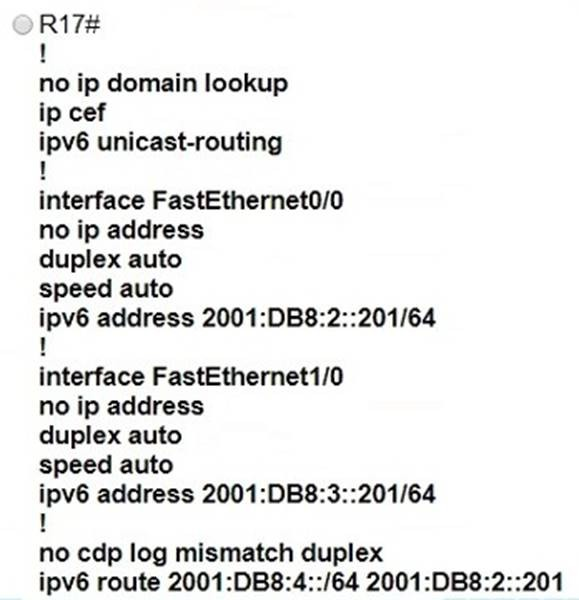 R17#
!
no ip domain lookup
ip cef
ipv6 unicast-routing
!
interface FastEthernet0/0
no ip address
duplex auto
speed auto
ipv6 address 2001:DB8:2::201/64
!
interface FastEthernet1/0
no ip address
duplex auto
speed auto
ipv6 address 2001:DB8:3::201/64
!
no cdp log mismatch duplex
ipv6 route 2001:DB8:4::/64 2001:DB8:2::201